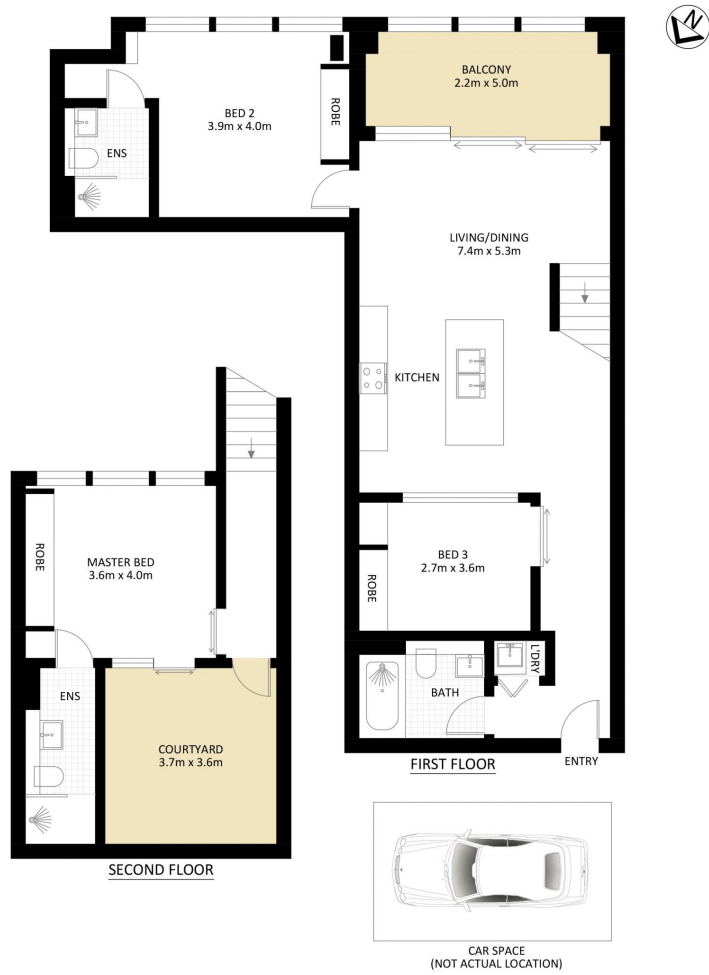 N
BALCONY
2.2m x 5.0m
BED 2
3.9m x 4.0m
ROBE
ENS
LIVING/DINING
7.4m x 5.3m
KITCHEN
BED 3
2.7m x 3.6m
ROBE
L'DRY
BATH
FIRST FLOOR
ENTRY
ROBE
MASTER BED
3.6m x 4.0m
ENS
COURTYARD
3.7m x 3.6m
SECOND FLOOR
CAR SPACE
(NOT ACTUAL LOCATION)